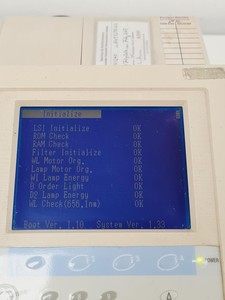 Initialize
LSI Initialize OK
ROM Check OK
RAM Check OK
Filter Initialize OK
WL Motor Org. OK
Lamp Motor Org. OK
WI Lamp Energy OK
0 Order Light OK
D2 Lamp Energy OK
WL Check(656.1nm) OK
Boot Ver. 1.10 System Ver. 1.23
POWER